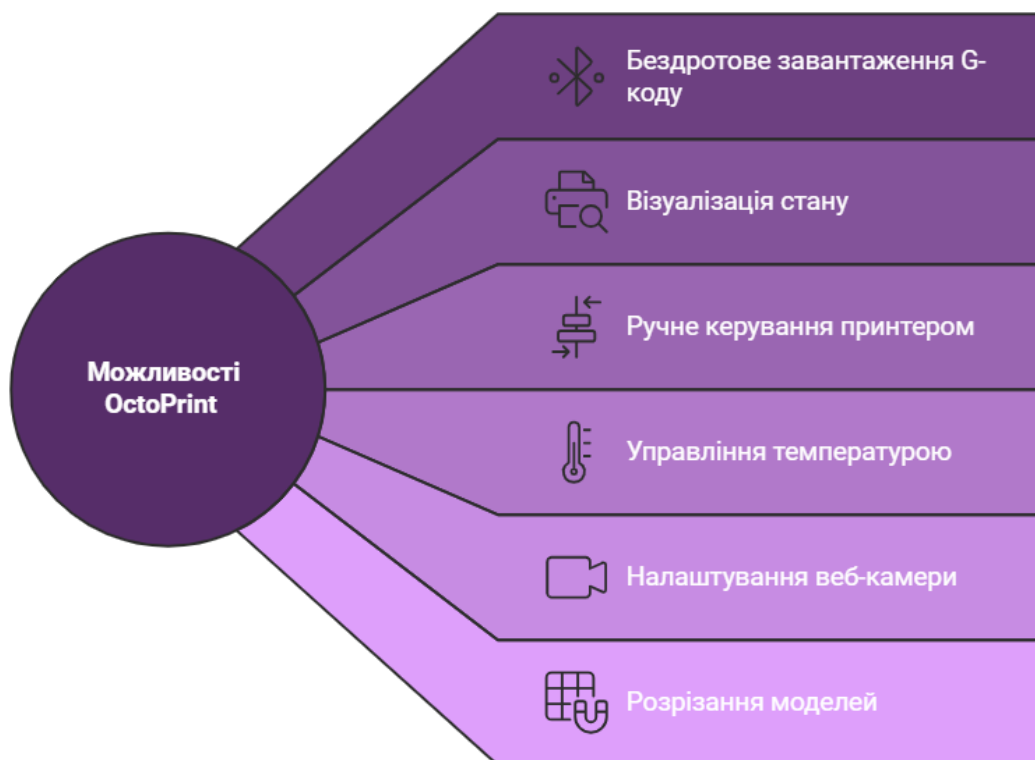 Можливості
OctoPrint
Бездротове завантаження G-
коду
Візуалізація стану
Ручне керування принтером
Управління температурою
Налаштування веб-камери
Розрізання моделей